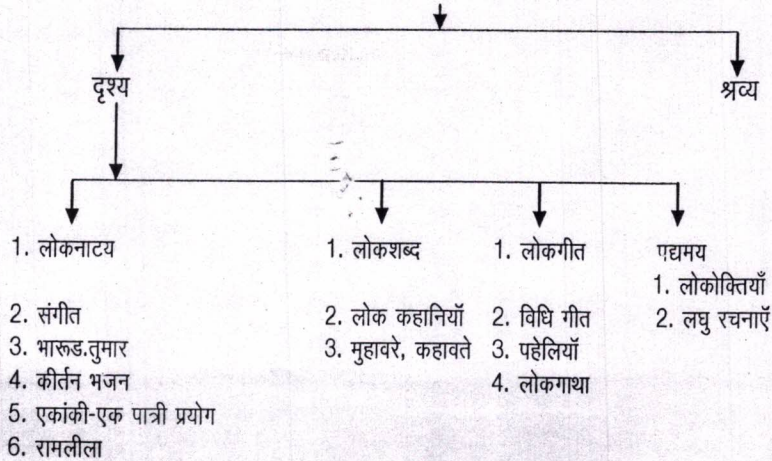 दृश्य
श्रव्य
1. लोकनाटय
2. संगीत
3. भारूड.तुमार
4. कीर्तन भजन
5. एकांकी-एक पात्री प्रयोग
6. रामलीला
1. लोकशब्द
2. लोक कहानियॉ
3. मुहावरे, कहावते
1. लोकगीत
2. विधि गीत
3. पहेलियॉ
4. लोकगाथा
पद्यमय
1. लोकोक्तियाँ
2. लघु रचनाऍ